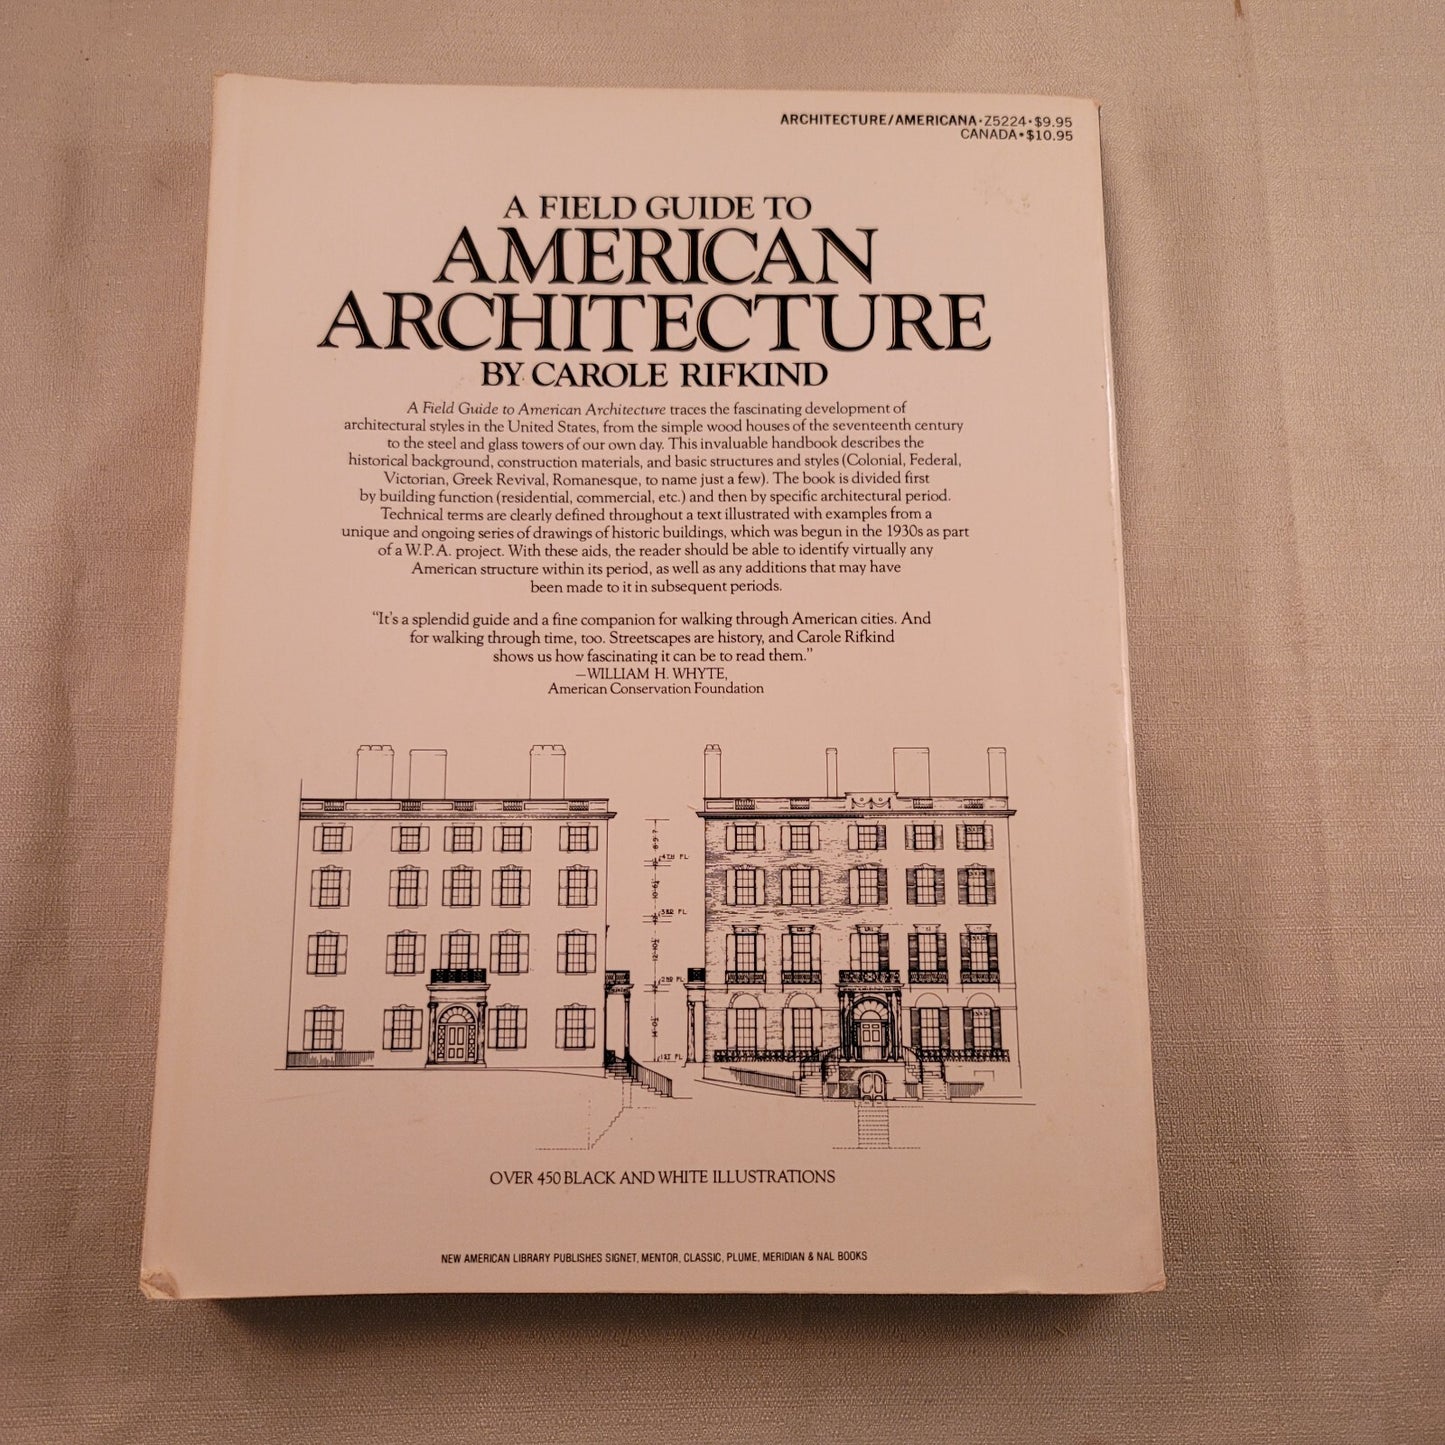 ARCHITECTURE/AMERICANA•Z5224•$9.95
CANADA•$10.95
A FIELD GUIDE TO
AMERICAN
ARCHITECTURE
BY CAROLE RIFKIND
A Field Guide to American Architecture traces the fascinating development of
architectural styles in the United States, from the simple wood houses of the seventeenth century
to the steel and glass towers of our own day. This invaluable handbook describes the
historical background, construction materials, and basic structures and styles (Colonial, Federal,
Victorian, Greek Revival, Romanesque, to name just a few). The book is divided first
by building function (residential, commercial, etc.) and then by specific architectural period.
Technical terms are clearly defined throughout a text illustrated with examples from a
unique and ongoing series of drawings of historic buildings, which was begun in the 1930s as part
of a W.P.A. project. With these aids, the reader should be able to identify virtually any
American structure within its period, as well as any additions that may have
been made to it in subsequent periods.
“It's a splendid guide and a fine companion for walking through American cities. And
for walking through time, too. Streetscapes are history, and Carole Rifkind
shows us how fascinating it can be to read them.”
—WILLIAM H. WHYTE,
American Conservation Foundation
4TH FL.
3RD FL.
2ND FL.
1ST FL.
OVER 450 BLACK AND WHITE ILLUSTRATIONS
NEW AMERICAN LIBRARY PUBLISHES SIGNET, MENTOR, CLASSIC, PLUME, MERIDIAN & NAL BOOKS